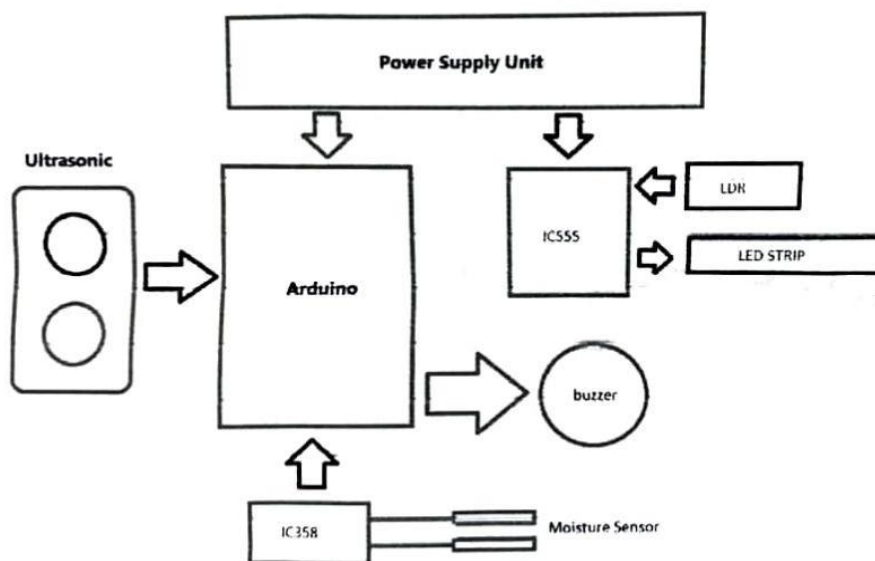 Power Supply Unit
Ultrasonic
LDR
IC555
LED STRIP
Arduino
buzzer
IC358
Moisture Sensor